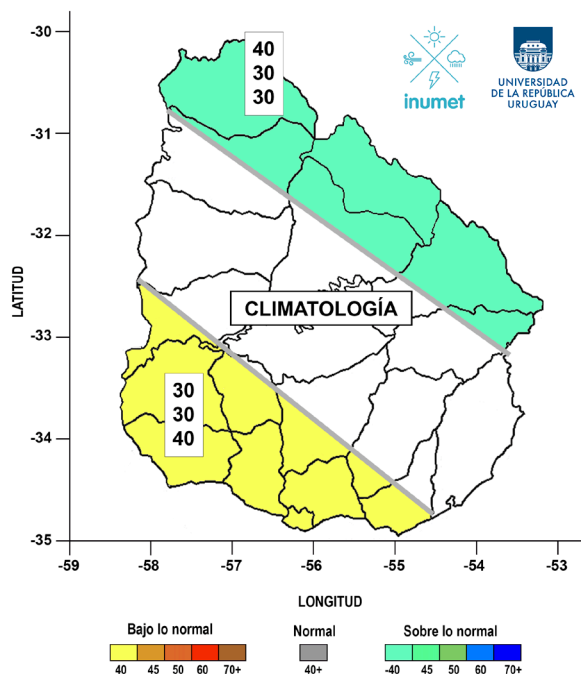 inumet
UNIVERSIDAD
DE LA REPÚBLICA
URUGUAY
-30
-31
-32
-33
-34
-35
LATITUD
40
30
30
CLIMATOLOGÍA
30
30
40
-59
-58
-57
-56
-55
-54
-53
LONGITUD
Bajo lo normal
40 45 50 60 70+
Normal
40+
Sobre lo normal
-40 45 50 60 70+